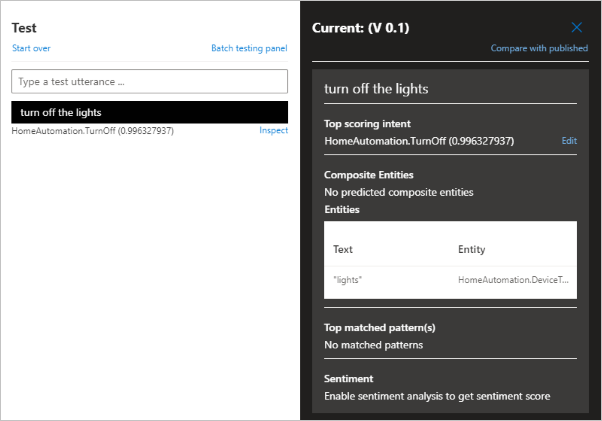 Test
Start over
Batch testing panel
Type a test utterance ...
turn off the lights
HomeAutomation.TurnOff (0.996327937)
Inspect
Current: (V 0.1)
Compare with published
turn off the lights
Top scoring intent
HomeAutomation.TurnOff (0.996327937)
Edit
Composite Entities
No predicted composite entities
Entities
Text Entity
"lights" HomeAutomation.DeviceT...
Top matched pattern(s)
No matched patterns
Sentiment
Enable sentiment analysis to get sentiment score